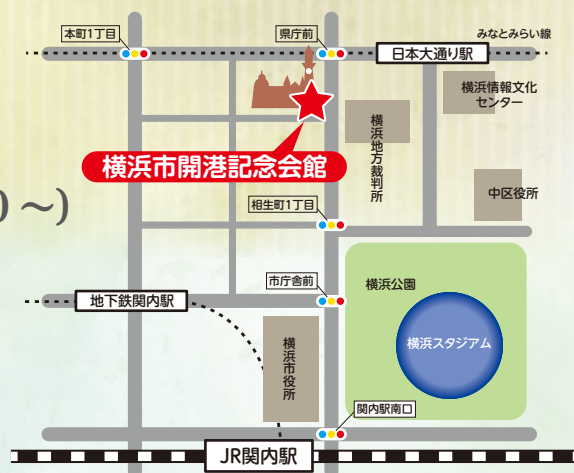 本町1丁目
県庁前
みなとみらい線
日本大通り駅
横浜情報文化
センター
横浜地方裁判所
横浜市開港記念会館
中区役所
0～)
相生町1丁目
市庁舎前
横浜公園
地下鉄関内駅
横浜スタジアム
横浜市役所
関内駅南口
JR関内駅